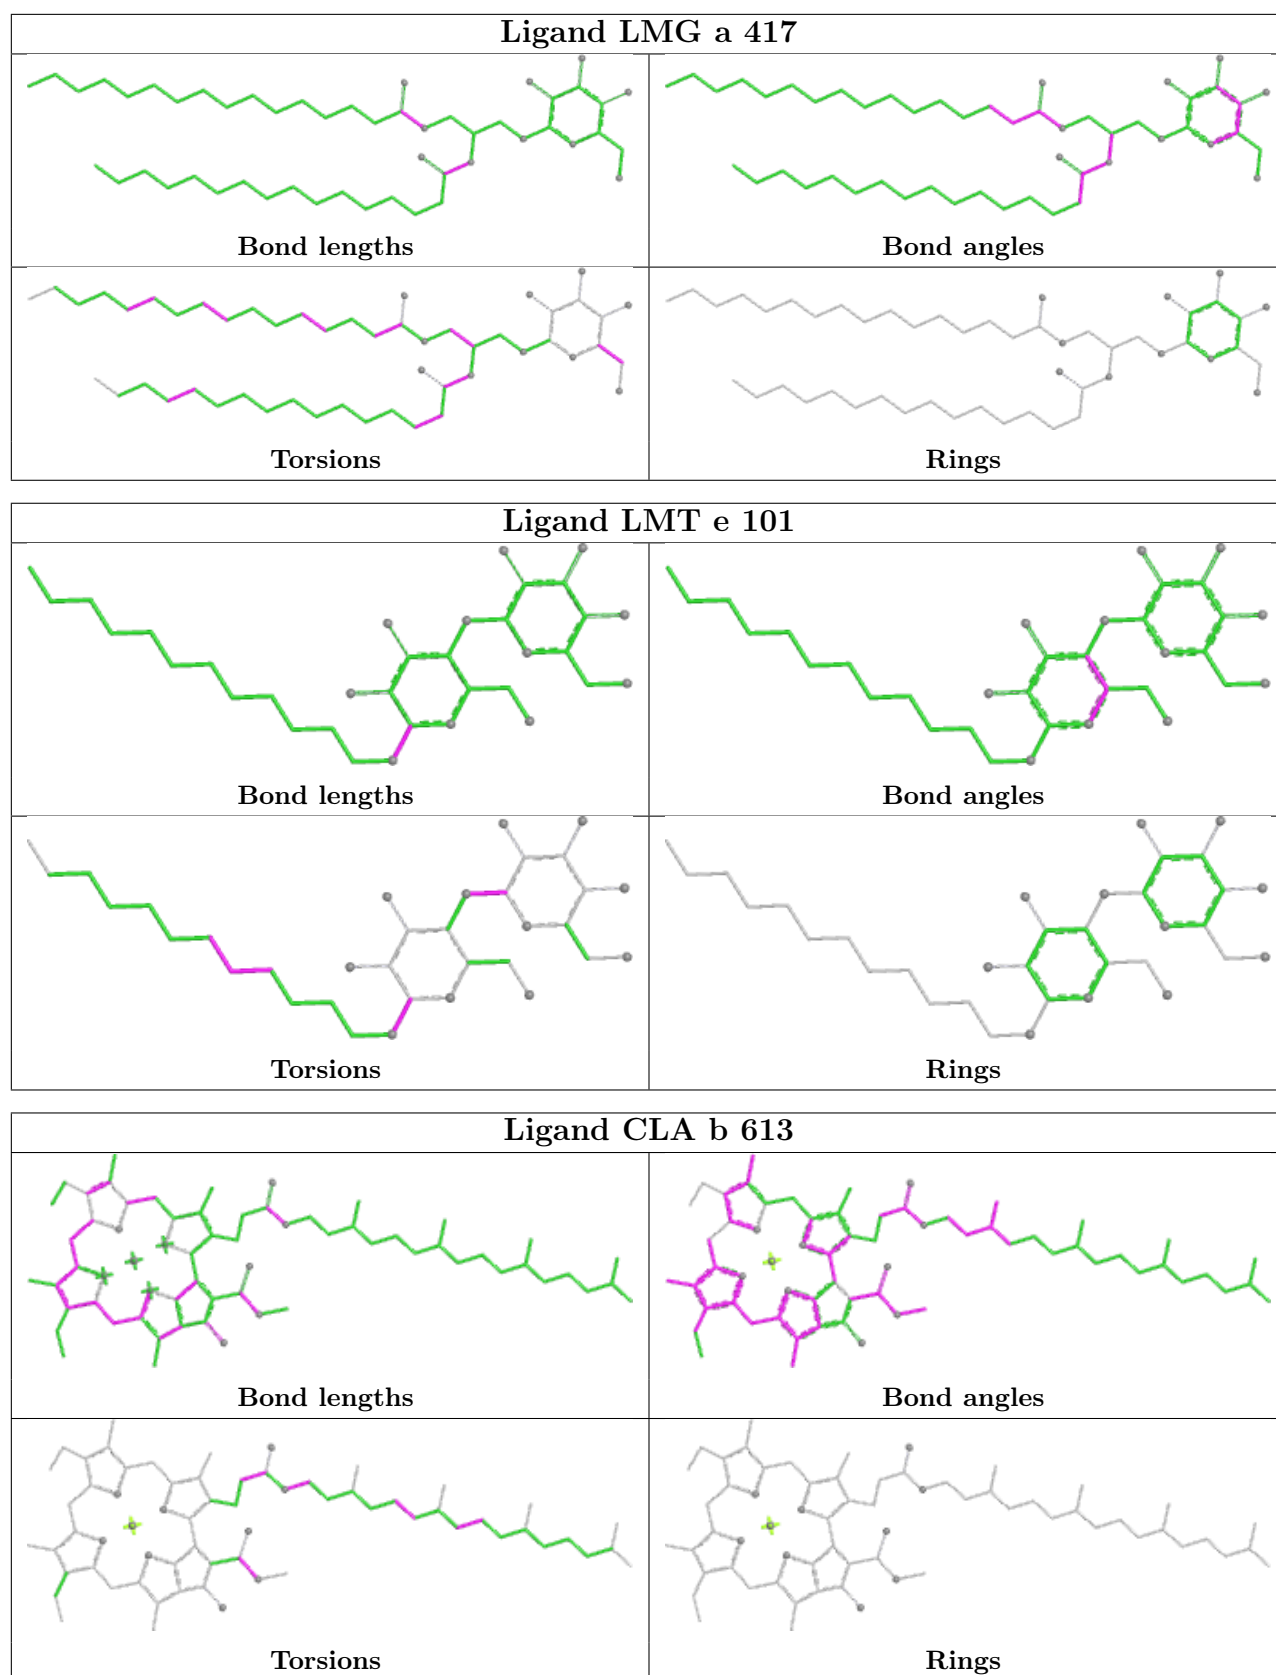 Ligand LMG a 417
Bond lengths
Bond angles
Torsions
Rings
Ligand LMT e 101
Bond lengths
Bond angles
Torsions
Rings
Ligand CLA b 613
Bond lengths
Bond angles
Torsions
Rings